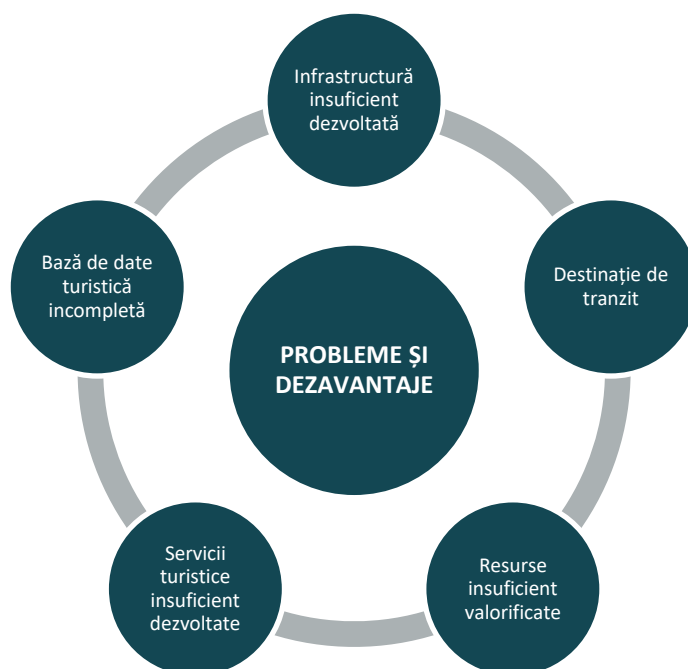 Infrastructură
insuficient
dezvoltată
Destinație de
tranzit
Resurse
insuficient
valorificate
Servicii
turistice
insuficient
dezvoltate
Bază de date
turistică
incompletă
PROBLEME ȘI
DEZAVANTAJE